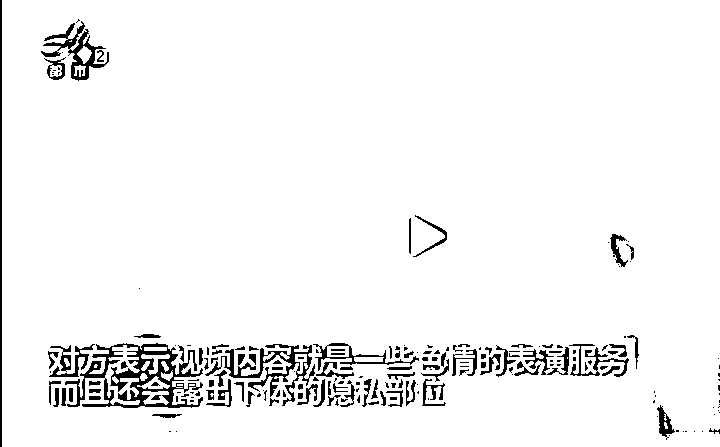 都市2
对方表示视频内容就是一些色情的表演服务
而且还会露出下体的隐私部位